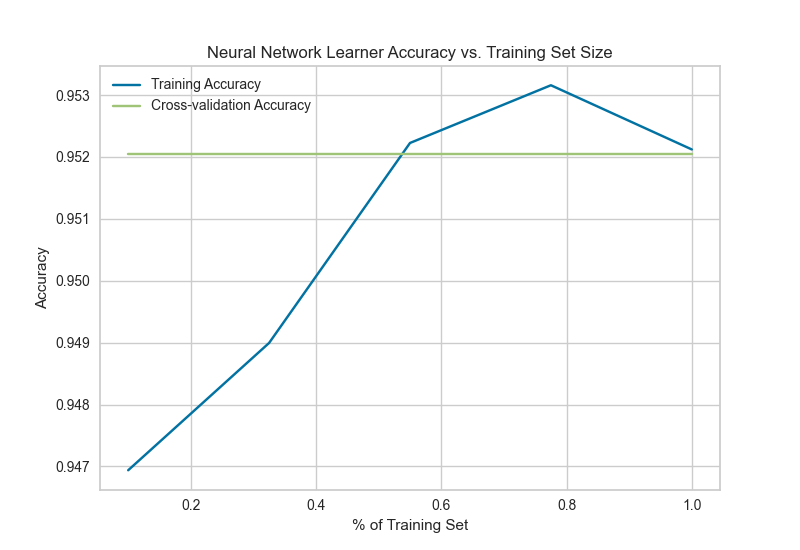 Neural Network Learner Accuracy vs. Training Set Size
Training Accuracy
Cross-validation Accuracy
0.953
0.952
0.951
0.950
0.949
0.948
0.947
Accuracy
0.2 0.4 0.6 0.8 1.0
% of Training Set